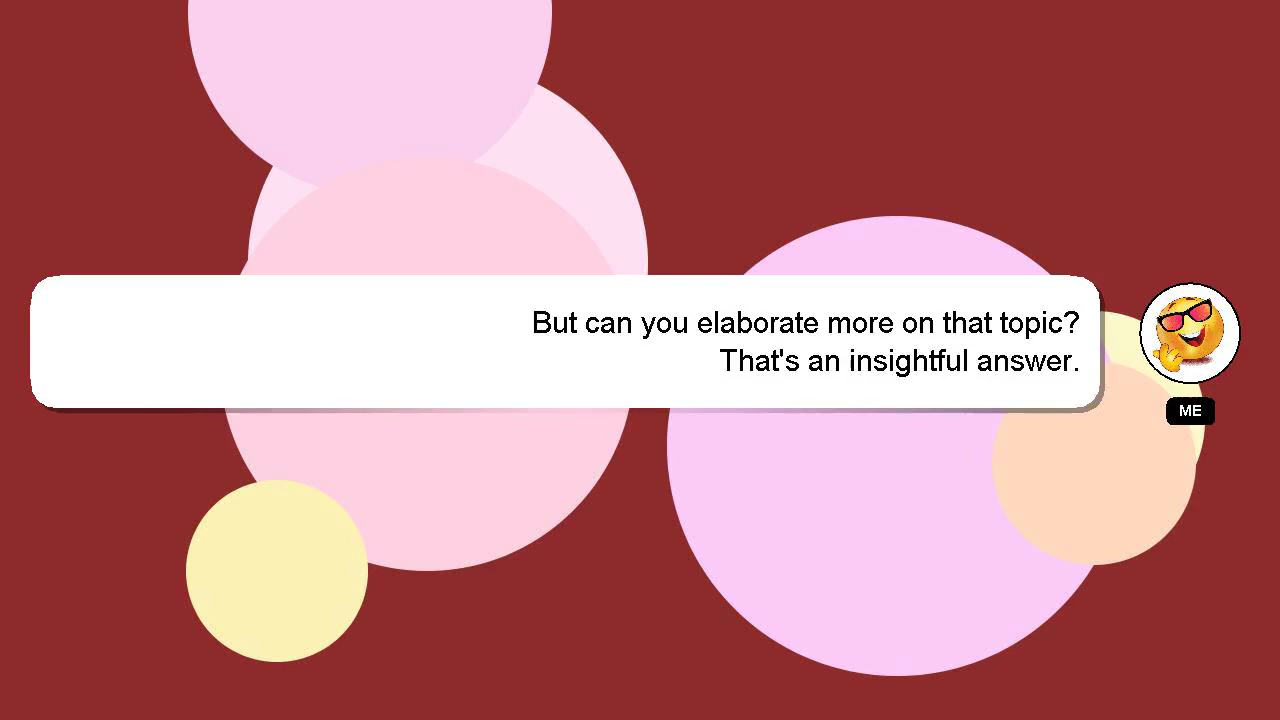 But can you elaborate more on that topic?
That's an insightful answer.
ME